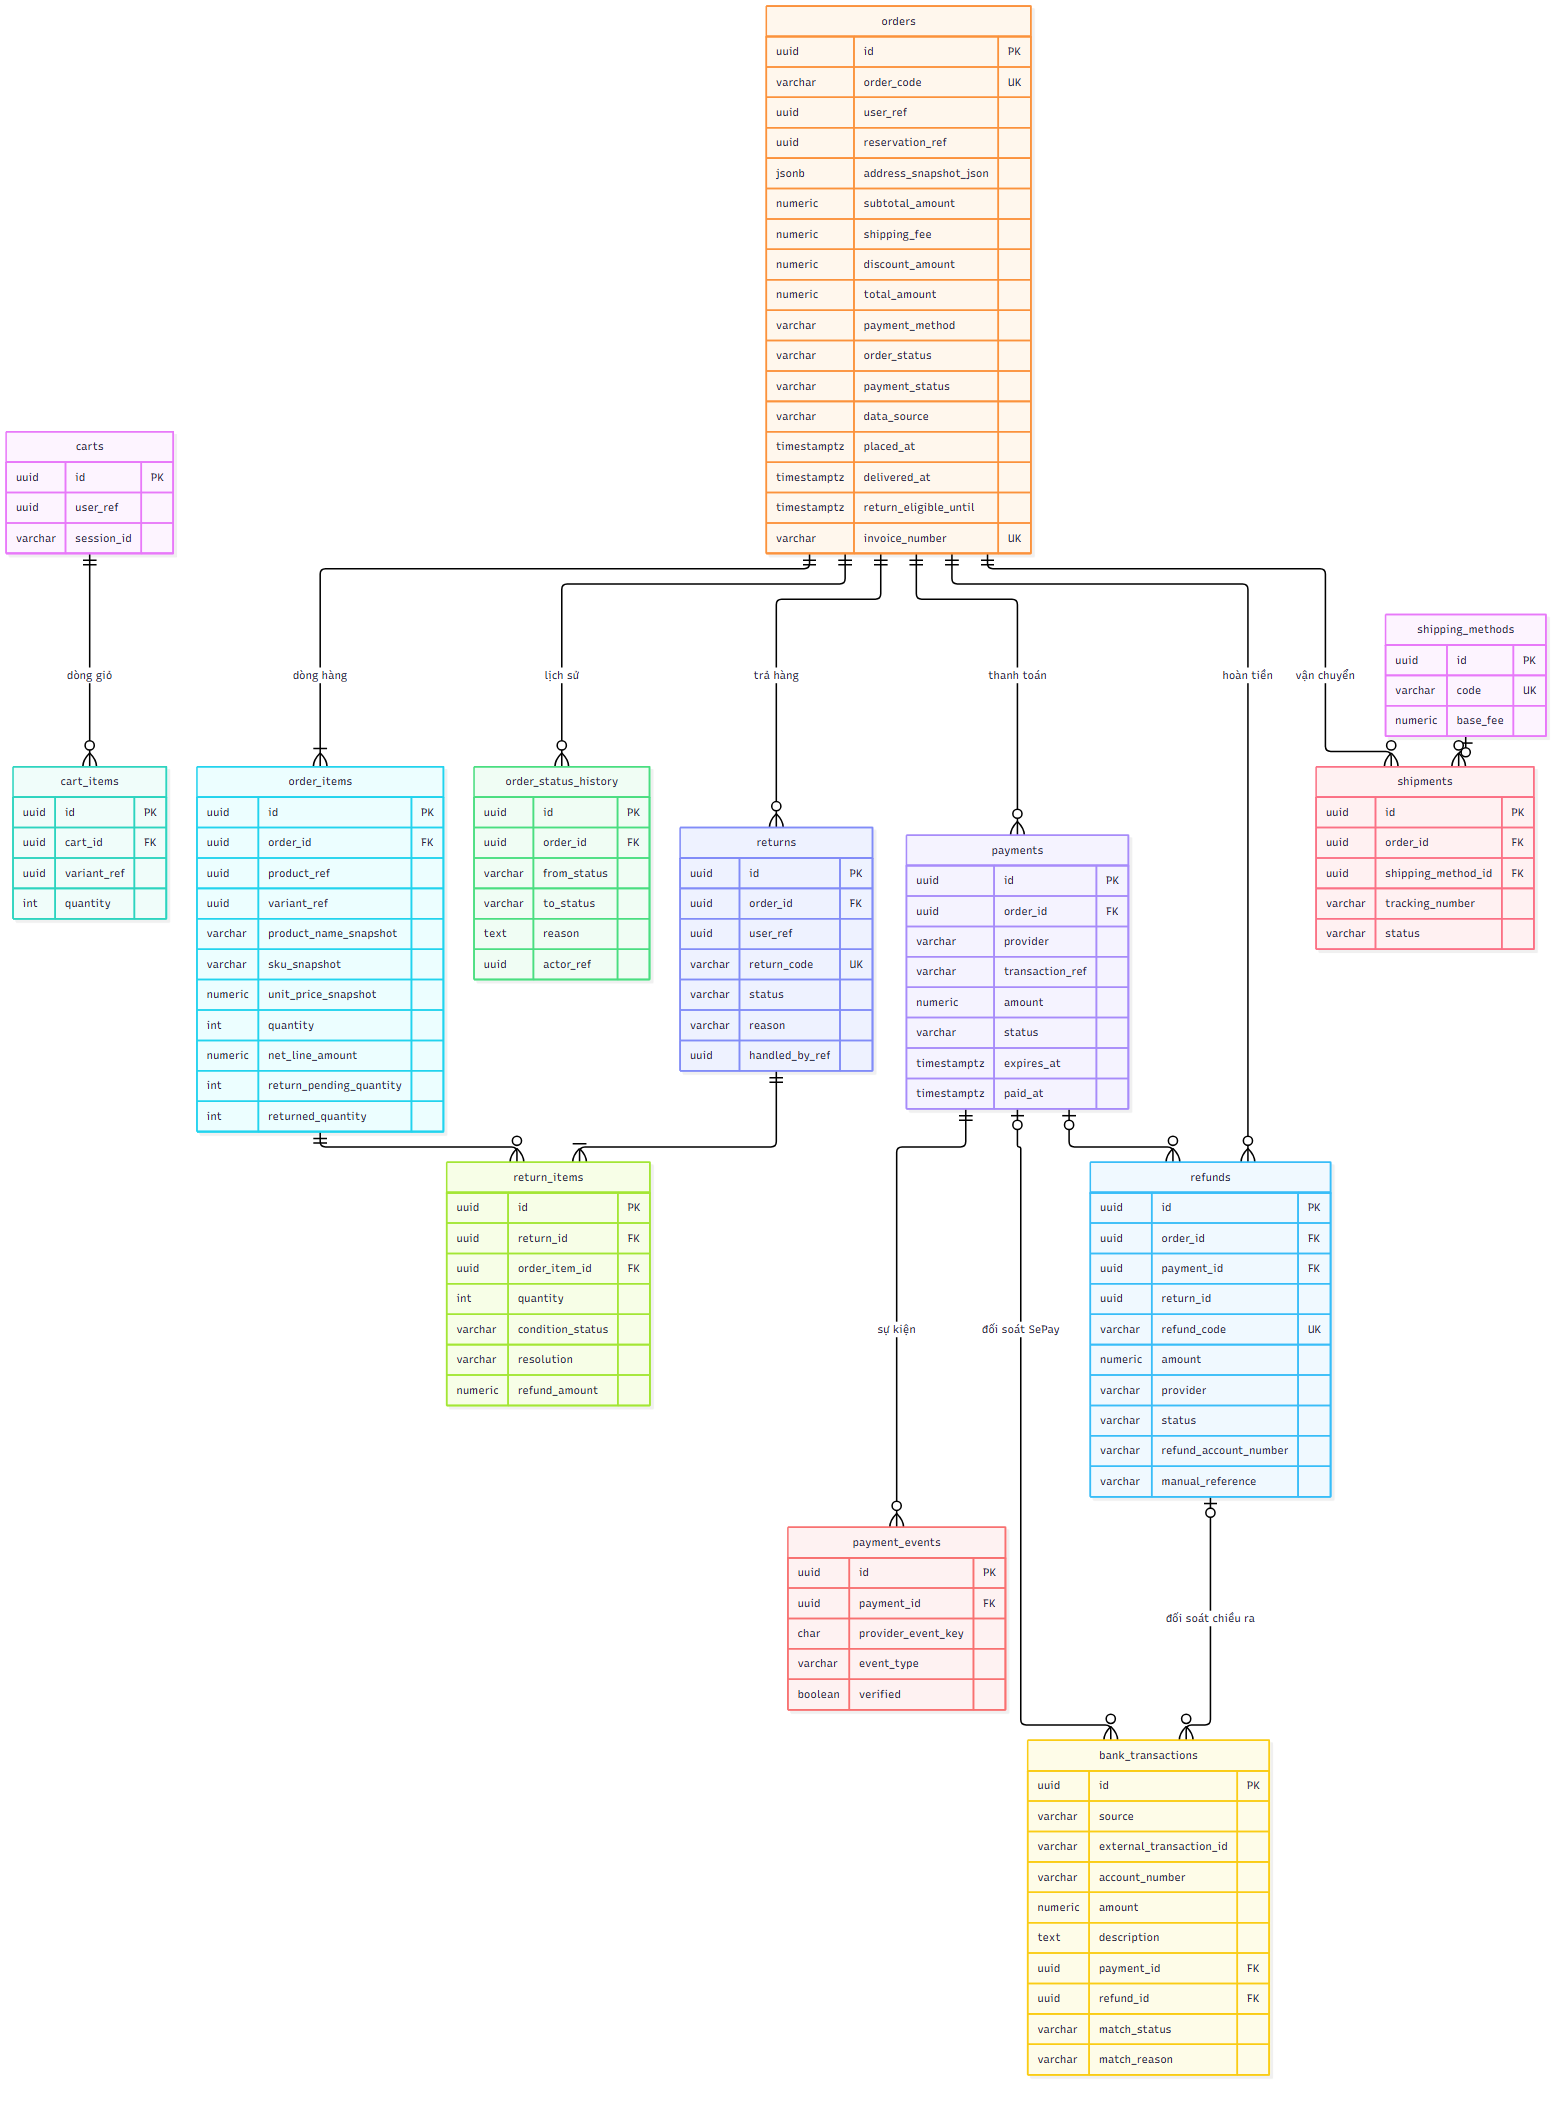 orders
uuid id PK
varchar order_code UK
uuid user_ref
uuid reservation_ref
jsonb address_snapshot_json
numeric subtotal_amount
numeric shipping_fee
numeric discount_amount
numeric total_amount
varchar payment_method
varchar order_status
varchar payment_status
varchar data_source
timestamptz placed_at
timestamptz delivered_at
timestamptz return_eligible_until
varchar invoice_number UK
carts
uuid id PK
uuid user_ref
varchar session_id
shipping_methods
uuid id PK
varchar code UK
numeric base_fee
dòng giỏ
dòng hàng
lịch sử
trả hàng
thanh toán
hoàn tiền
vận chuyển
cart_items
uuid id PK
uuid cart_id FK
uuid variant_ref
int quantity
order_items
uuid id PK
uuid order_id FK
uuid product_ref
uuid variant_ref
varchar product_name_snapshot
varchar sku_snapshot
numeric unit_price_snapshot
int quantity
numeric net_line_amount
int return_pending_quantity
int returned_quantity
order_status_history
uuid id PK
uuid order_id FK
varchar from_status
varchar to_status
text reason
uuid actor_ref
returns
uuid id PK
uuid order_id FK
uuid user_ref
varchar return_code UK
varchar status
varchar reason
uuid handled_by_ref
payments
uuid id PK
uuid order_id FK
varchar provider
varchar transaction_ref
numeric amount
varchar status
timestamptz expires_at
timestamptz paid_at
shipments
uuid id PK
uuid order_id FK
uuid shipping_method_id FK
varchar tracking_number
varchar status
return_items
uuid id PK
uuid return_id FK
uuid order_item_id FK
int quantity
varchar condition_status
varchar resolution
numeric refund_amount
sự kiện
đối soát SePay
refunds
uuid id PK
uuid order_id FK
uuid payment_id FK
uuid return_id
varchar refund_code UK
numeric amount
varchar provider
varchar status
varchar refund_account_number
varchar manual_reference
payment_events
uuid id PK
uuid payment_id FK
char provider_event_key
varchar event_type
boolean verified
đối soát chiều ra
bank_transactions
uuid id PK
varchar source
varchar external_transaction_id
varchar account_number
numeric amount
text description
uuid payment_id FK
uuid refund_id FK
varchar match_status
varchar match_reason